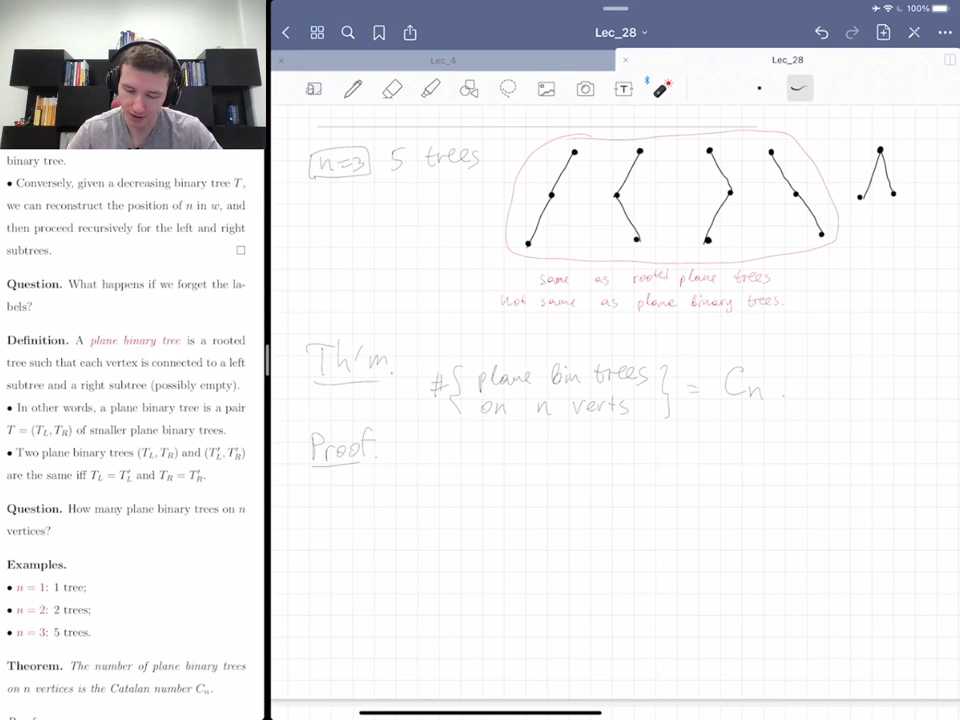 100%
Lec_28
Lec_4
Lec_28
T
binary tree.
• Conversely, given a decreasing binary tree T,
we can reconstruct the position of n in w, and
then proceed recursively for the left and right
subtrees. □
Question. What happens if we forget the la-
bels?
Definition. A plane binary tree is a rooted
tree such that each vertex is connected to a left
subtree and a right subtree (possibly empty).
• In other words, a plane binary tree is a pair
T = (T_L, T_R) of smaller plane binary trees.
• Two plane binary trees (T_L, T_R) and (T′_L, T′_R)
are the same iff T_L = T′_L and T_R = T′_R.
Question. How many plane binary trees on n
vertices?
Examples.
• n = 1: 1 tree;
• n = 2: 2 trees;
• n = 3: 5 trees.
Theorem. The number of plane binary trees
on n vertices is the Catalan number C_n.
n=3 5 trees
same as rooted plane trees
not same as plane binary trees.
Th'm.
#{plane bin trees on n verts} = C_n.
Proof.